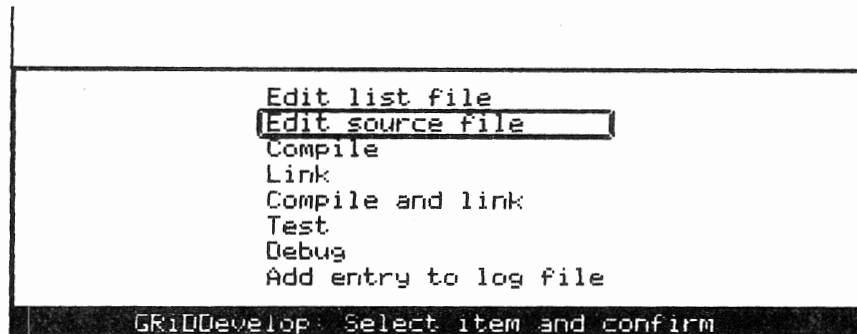 Edit list file
Edit source file
Compile
Link
Compile and link
Test
Debug
Add entry to log file
GRiDDevelop: Select item and confirm